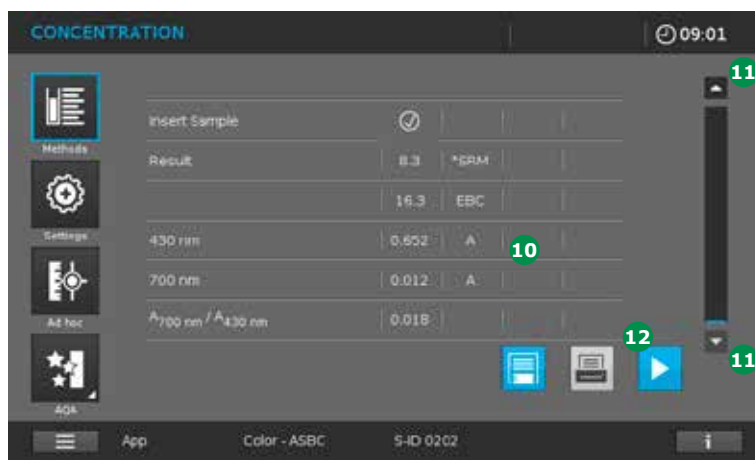 CONCENTRATION 09:01
11
Methods
Insert Sample
Result 8.3 °SRM
16.3 EBC
Settings
430 nm 0.652 A
10
700 nm 0.012 A
Ad hoc
A700 nm / A430 nm 0.018
12
11
AQA
App Color - ASBC S-ID 0202 i